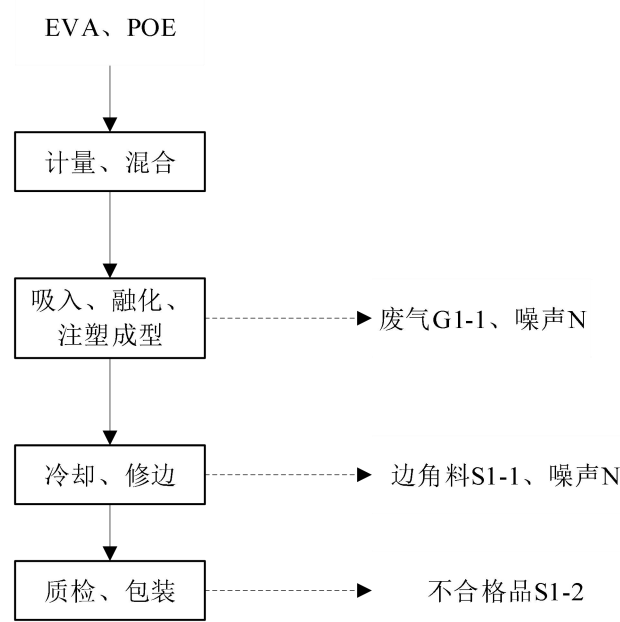 EVA、POE
计量、混合
吸入、融化、
注塑成型
废气G1-1、噪声N
冷却、修边
边角料S1-1、噪声N
质检、包装
不合格品S1-2